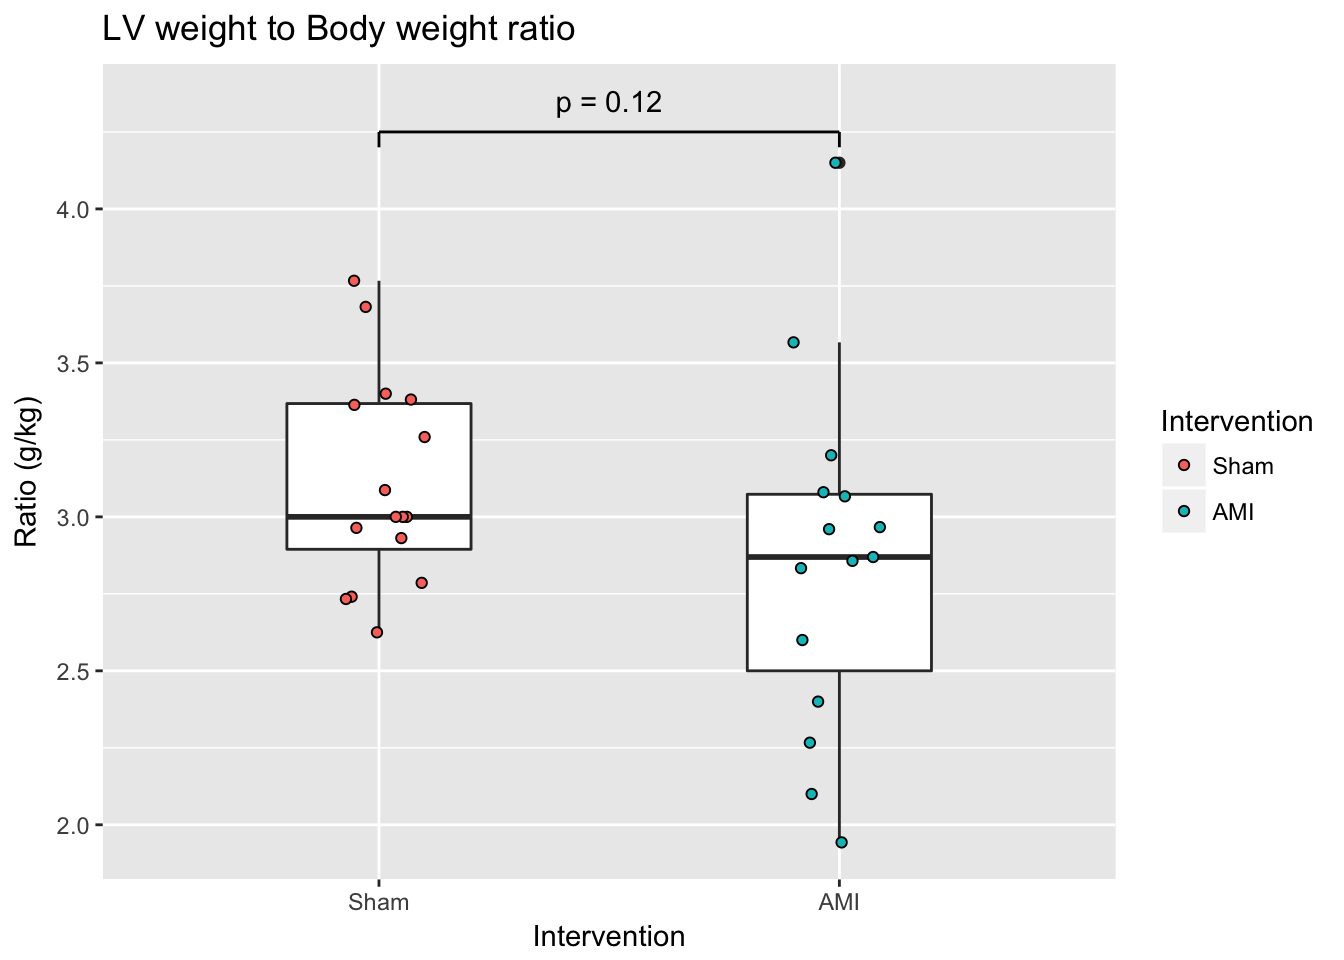 LV weight to Body weight ratio
p = 0.12
4.0
3.5
3.0
2.5
2.0
Ratio (g/kg)
Sham
AMI
Intervention
Intervention
Sham
AMI